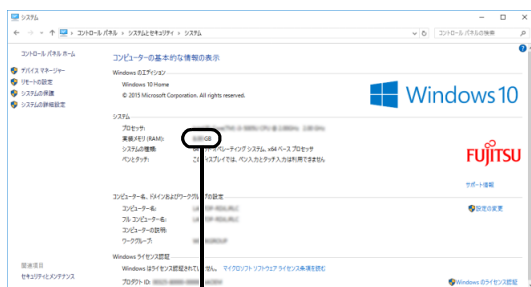 システム
コントロール パネル › システムとセキュリティ › システム
コントロール パネルの検索
コントロール パネル ホーム
デバイス マネージャー
リモートの設定
システムの保護
システムの詳細設定
コンピューターの基本的な情報の表示
Windows のエディション
Windows 10 Home
© 2015 Microsoft Corporation. All rights reserved.
Windows 10
システム
プロセッサ:
実装メモリ (RAM): GB
システムの種類: ペレーティング システム、x64 ベース プロセッサ
ペンとタッチ: ディスプレイでは、ペン入力とタッチ入力は利用できません
FUJITSU
サポート情報
コンピューター名、ドメインおよびワークグループの設定
コンピューター名:
フル コンピューター名:
コンピューターの説明:
ワークグループ:
設定の変更
Windows ライセンス認証
Windows はライセンス認証されてい せん。 マイクロソフト ソフトウェア ライセンス条項を読む
プロダクト ID:
Windows のライセンス認証
関連項目
セキュリティとメンテナンス